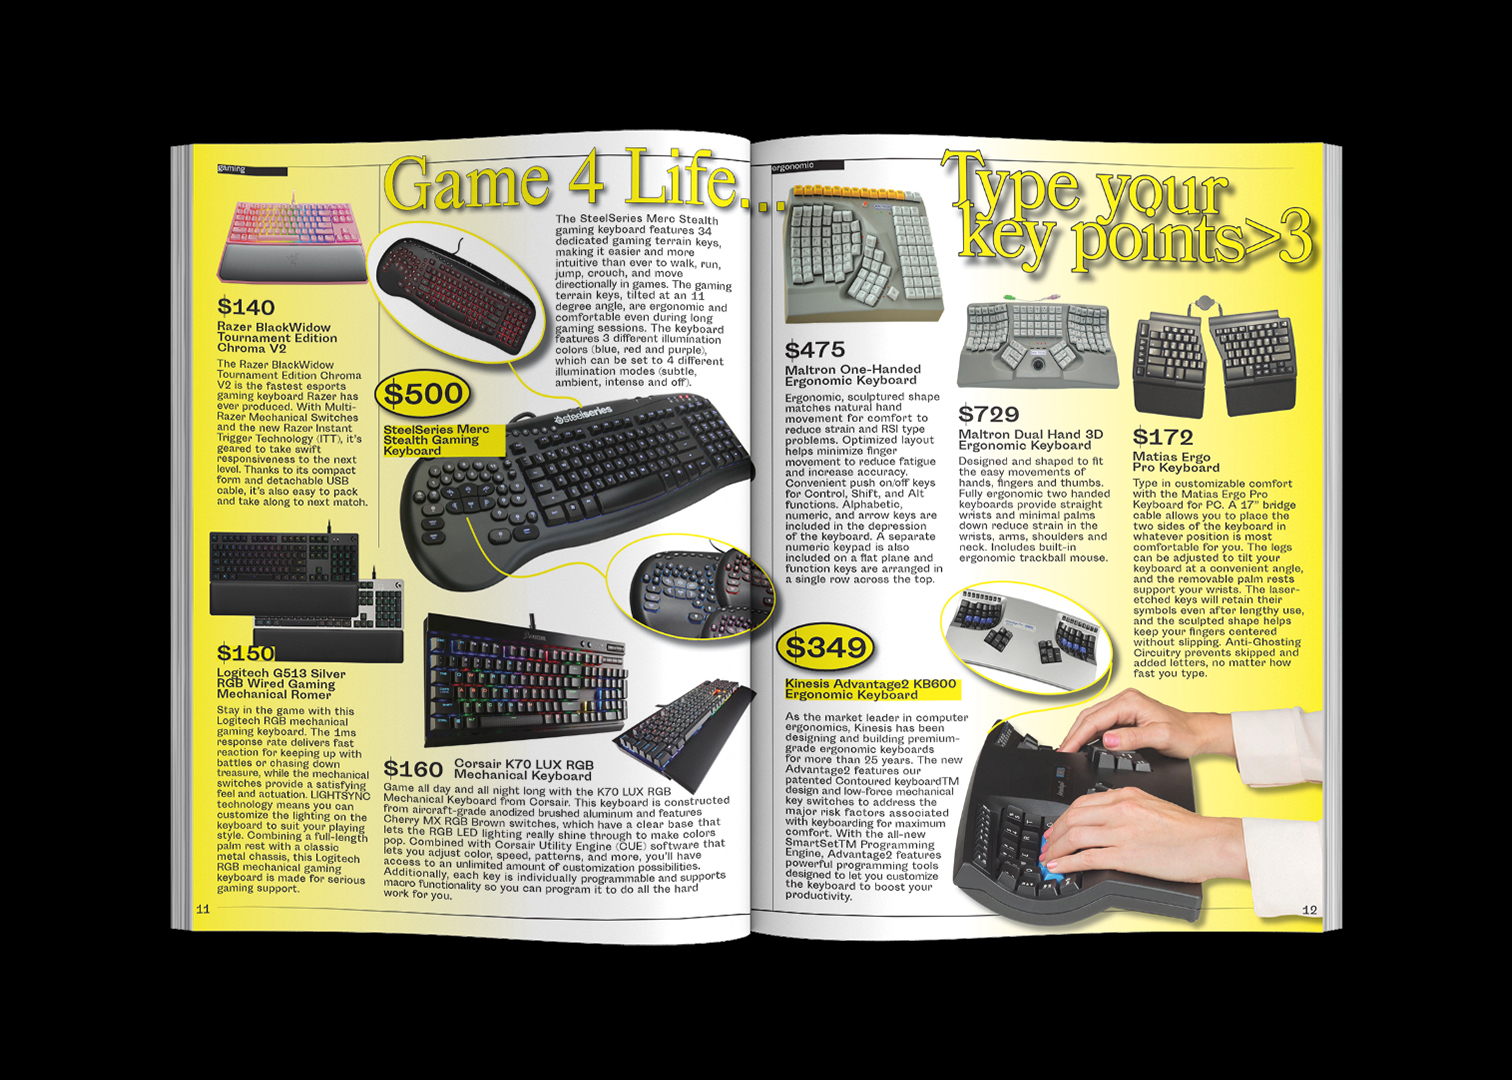 gaming
Game 4 Life...
$140
Razer BlackWidow
Tournament Edition
Chroma V2
The Razer BlackWidow
Tournament Edition Chroma
V2 is the fastest esports
gaming keyboard Razer has
ever produced. With Multi-
Razer Mechanical Switches
and the new Razer Instant
Trigger Technology (ITT), it's
geared to take swift
responsiveness to the next
level. Thanks to its compact
form and detachable USB
cable, it's also easy to pack
and take along to next match.
$150
Logitech G513 Silver
RGB Wired Gaming
Mechanical Romer
Stay in the game with this
Logitech RGB mechanical
gaming keyboard. The 1ms
response rate delivers fast
reaction for keeping up with
battles or chasing down
treasure, while the mechanical
switches provide a satisfying
feel and actuation. LIGHTSYNC
technology means you can
customize the lighting on the
keyboard to suit your playing
style. Combining a full-length
palm rest with a classic
metal chassis, this Logitech
RGB mechanical gaming
keyboard is made for serious
gaming support.
11
The SteelSeries Merc Stealth
gaming keyboard features 34
dedicated gaming terrain keys,
making it easier and more
intuitive than ever to walk, run,
jump, crouch, and move
directionally in games. The gaming
terrain keys, tilted at an 11
degree angle, are ergonomic and
comfortable even during long
gaming sessions. The keyboard
features 3 different illumination
colors (blue, red and purple),
which can be set to 4 different
illumination modes (subtle,
ambient, intense and off).
$500
SteelSeries Merc
Stealth Gaming
Keyboard
steelseries
$160
Corsair K70 LUX RGB
Mechanical Keyboard
Game all day and all night long with the K70 LUX RGB
Mechanical Keyboard from Corsair. This keyboard is constructed
from aircraft-grade anodized brushed aluminum and features
Cherry MX RGB Brown switches, which have a clear base that
lets the RGB LED lighting really shine through to make colors
pop. Combined with Corsair Utility Engine (CUE) software that
lets you adjust color, speed, patterns, and more, you'll have
access to an unlimited amount of customization possibilities.
Additionally, each key is individually programmable and supports
macro functionality so you can program it to do all the hard
work for you.
ergonomic
Type your
key points>3
$475
Maltron One-Handed
Ergonomic Keyboard
Ergonomic, sculptured shape
matches natural hand
movement for comfort to
reduce strain and RSI type
problems. Optimized layout
helps minimize finger
movement to reduce fatigue
and increase accuracy.
Convenient push on/off keys
for Control, Shift, and Alt
functions. Alphabetic,
numeric, and arrow keys are
included in the depression
of the keyboard. A separate
numeric keypad is also
included on a flat plane and
function keys are arranged in
a single row across the top.
$349
Kinesis Advantage2 KB600
Ergonomic Keyboard
As the market leader in computer
ergonomics, Kinesis has been
designing and building premium-
grade ergonomic keyboards
for more than 25 years. The new
Advantage2 features our
patented Contoured keyboardTM
design and low-force mechanical
key switches to address the
major risk factors associated
with keyboarding for maximum
comfort. With the all-new
SmartSetTM Programming
Engine, Advantage2 features
powerful programming tools
designed to let you customize
the keyboard to boost your
productivity.
$729
Maltron Dual Hand 3D
Ergonomic Keyboard
Designed and shaped to fit
the easy movements of
hands, fingers and thumbs.
Fully ergonomic two handed
keyboards provide straight
wrists and minimal palms
down reduce strain in the
wrists, arms, shoulders and
neck. Includes built-in
ergonomic trackball mouse.
$172
Matias Ergo
Pro Keyboard
Type in customizable comfort
with the Matias Ergo Pro
Keyboard for PC. A 17" bridge
cable allows you to place the
two sides of the keyboard in
whatever position is most
comfortable for you. The legs
can be adjusted to tilt your
keyboard at a convenient angle,
and the removable palm rests
support your wrists. The laser-
etched keys will retain their
symbols even after lengthy use,
and the sculpted shape helps
keep your fingers centered
without slipping. Anti-Ghosting
Circuitry prevents skipped and
added letters, no matter how
fast you type.
12